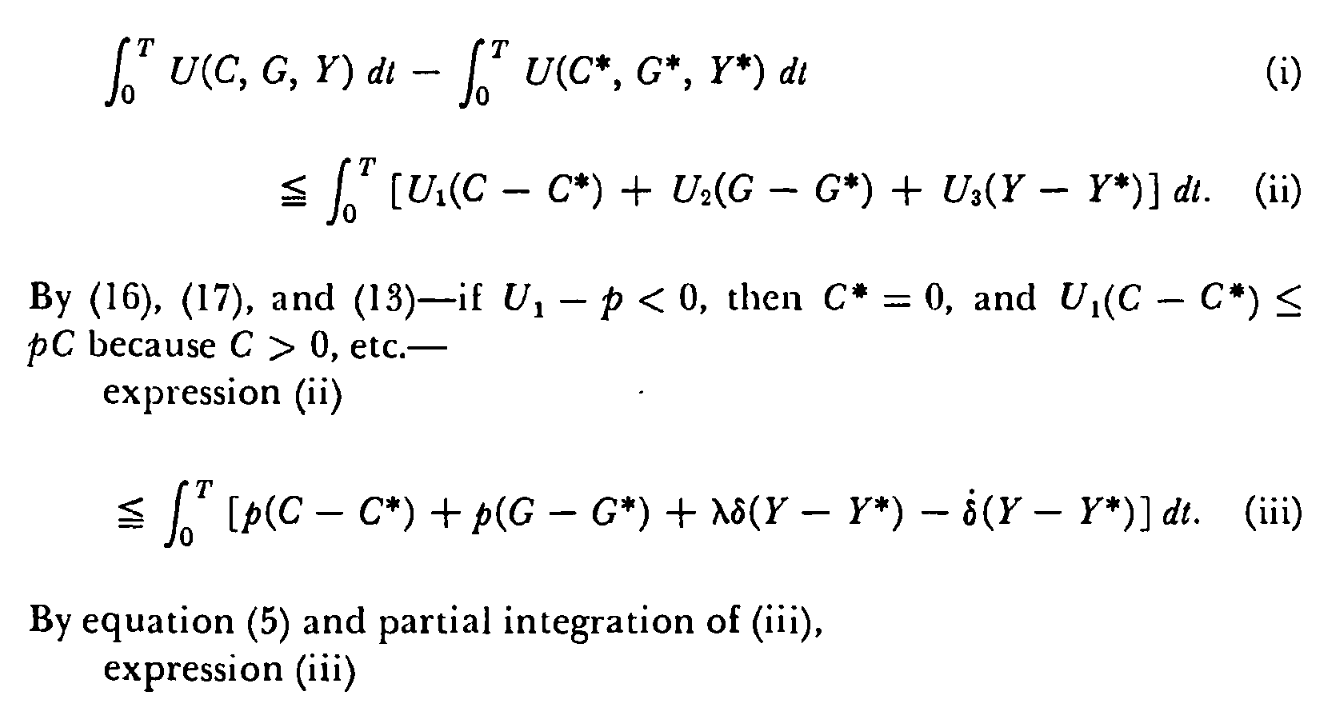 ∫₀ᵀ U(C, G, Y) dt − ∫₀ᵀ U(C*, G*, Y*) dt (i)
≦ ∫₀ᵀ [U₁(C − C*) + U₂(G − G*) + U₃(Y − Y*)] dt. (ii)
By (16), (17), and (13)—if U₁ − p < 0, then C* = 0, and U₁(C − C*) ≤
pC because C > 0, etc.—
expression (ii)
≦ ∫₀ᵀ [p(C − C*) + p(G − G*) + λδ(Y − Y*) − δ̇(Y − Y*)] dt. (iii)
By equation (5) and partial integration of (iii),
expression (iii)